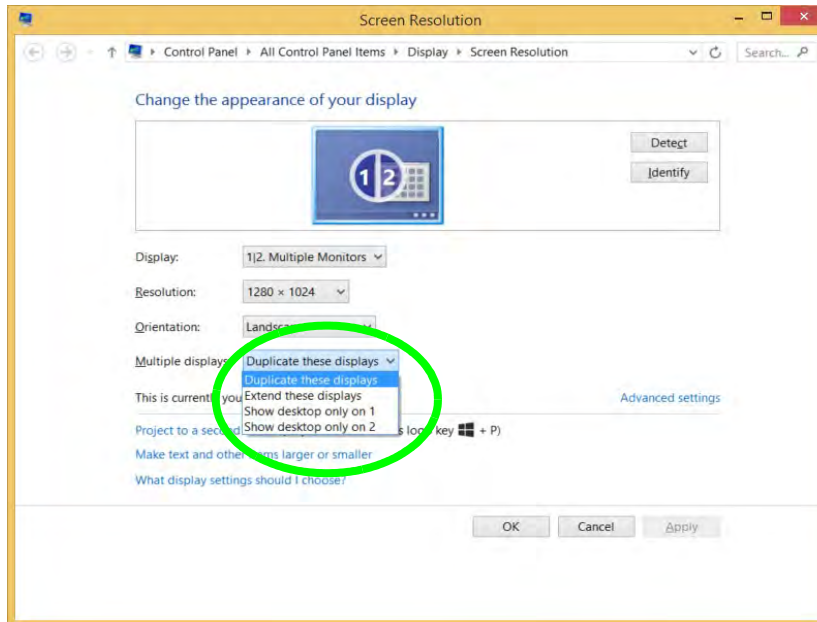 Screen Resolution
Control Panel All Control Panel Items Display Screen Resolution Search...
Change the appearance of your display
1 2
Detect
Identify
Display: 1|2. Multiple Monitors
Resolution: 1280 × 1024
Orientation:
Multiple displays Duplicate these displays
Duplicate these displays
This is currently Extend these displays Advanced settings
Show desktop only on 1
Project to a Show desktop only on 2 key + P)
Make text and other items larger or smaller
What display settings should I choose?
OK Cancel Apply